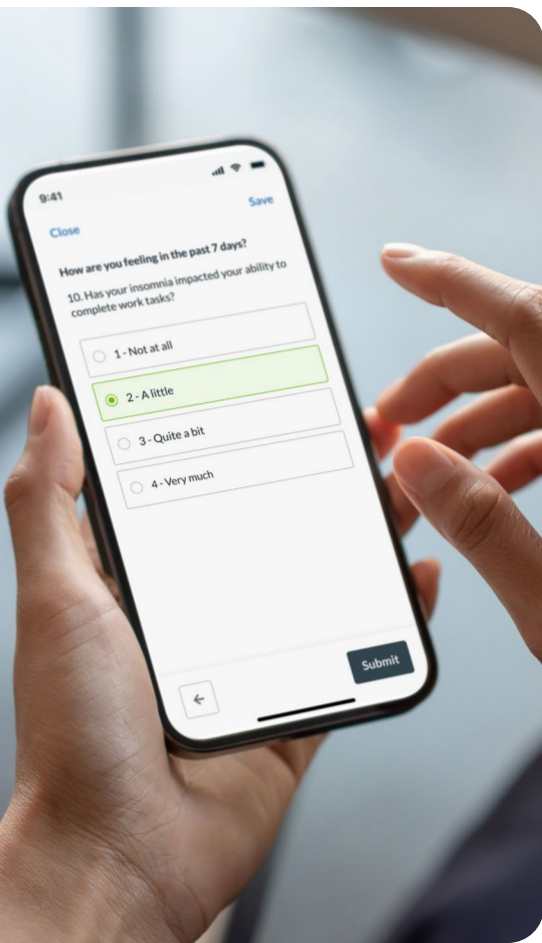 9:41
Close
Save
How are you feeling in the past 7 days?
10. Has your insomnia impacted your ability to
complete work tasks?
1 - Not at all
2 - A little
3 - Quite a bit
4 - Very much
Submit